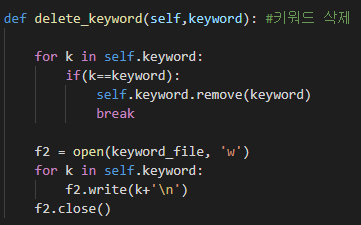 def delete_keyword(self,keyword): #키워드 삭제
for k in self.keyword:
if(k==keyword):
self.keyword.remove(keyword)
break
f2 = open(keyword_file, 'w')
for k in self.keyword:
f2.write(k+'\n')
f2.close()